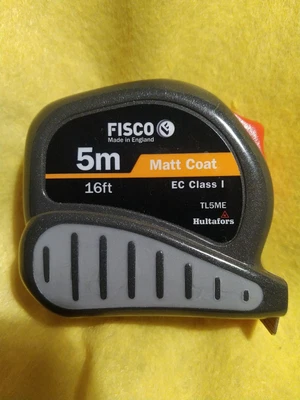 FISCO
Made in England
5m
Matt Coat
16ft
EC Class I
TL5ME
Hultafors